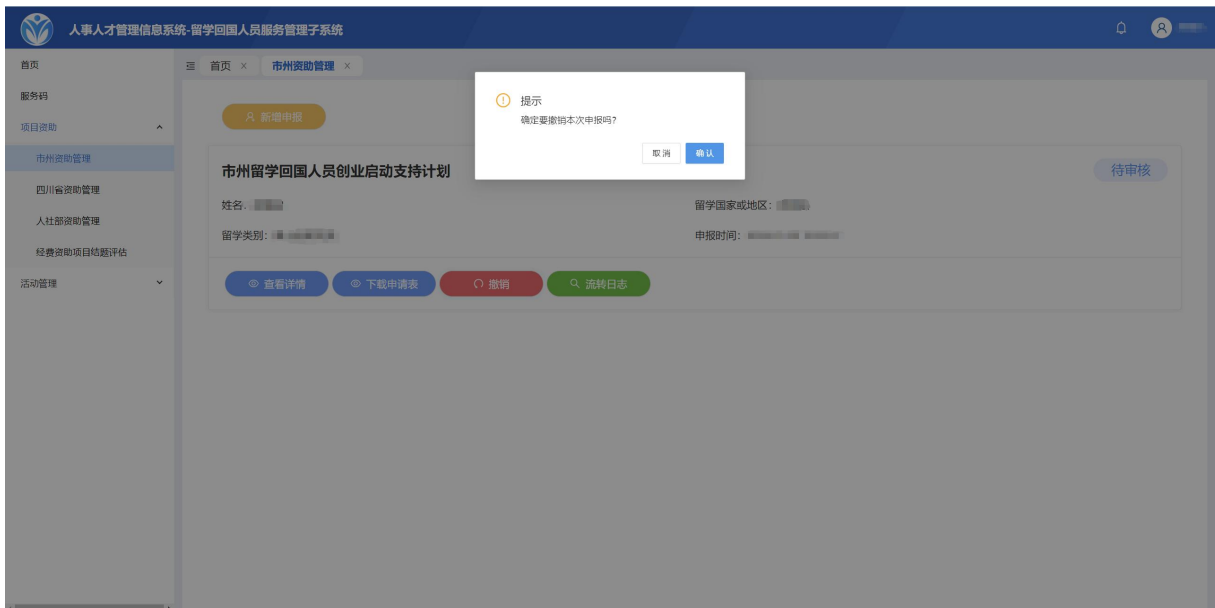 人事人才管理信息系统-留学回国人员服务管理子系统
首页
服务码
项目资助
市州资助管理
四川省资助管理
人社部资助管理
经费资助项目结题评估
活动管理
首页 × 市州资助管理 ×
新增申报
提示
确定要撤销本次申报吗?
取消 确认
市州留学回国人员创业启动支持计划
待审核
姓名:
留学国家或地区:
留学类别:
申报时间:
查看详情 下载申请表 撤销 流转日志